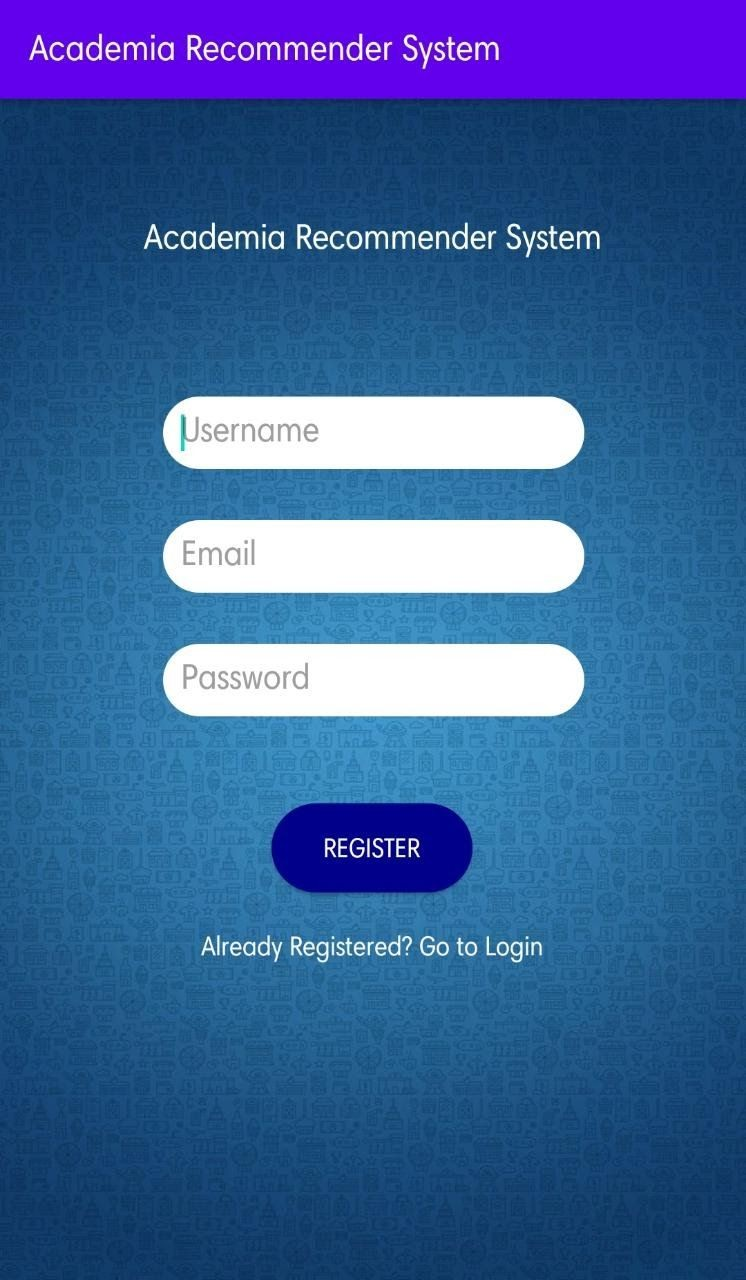 Academia Recommender System
Academia Recommender System
Username
Email
Password
REGISTER
Already Registered? Go to Login